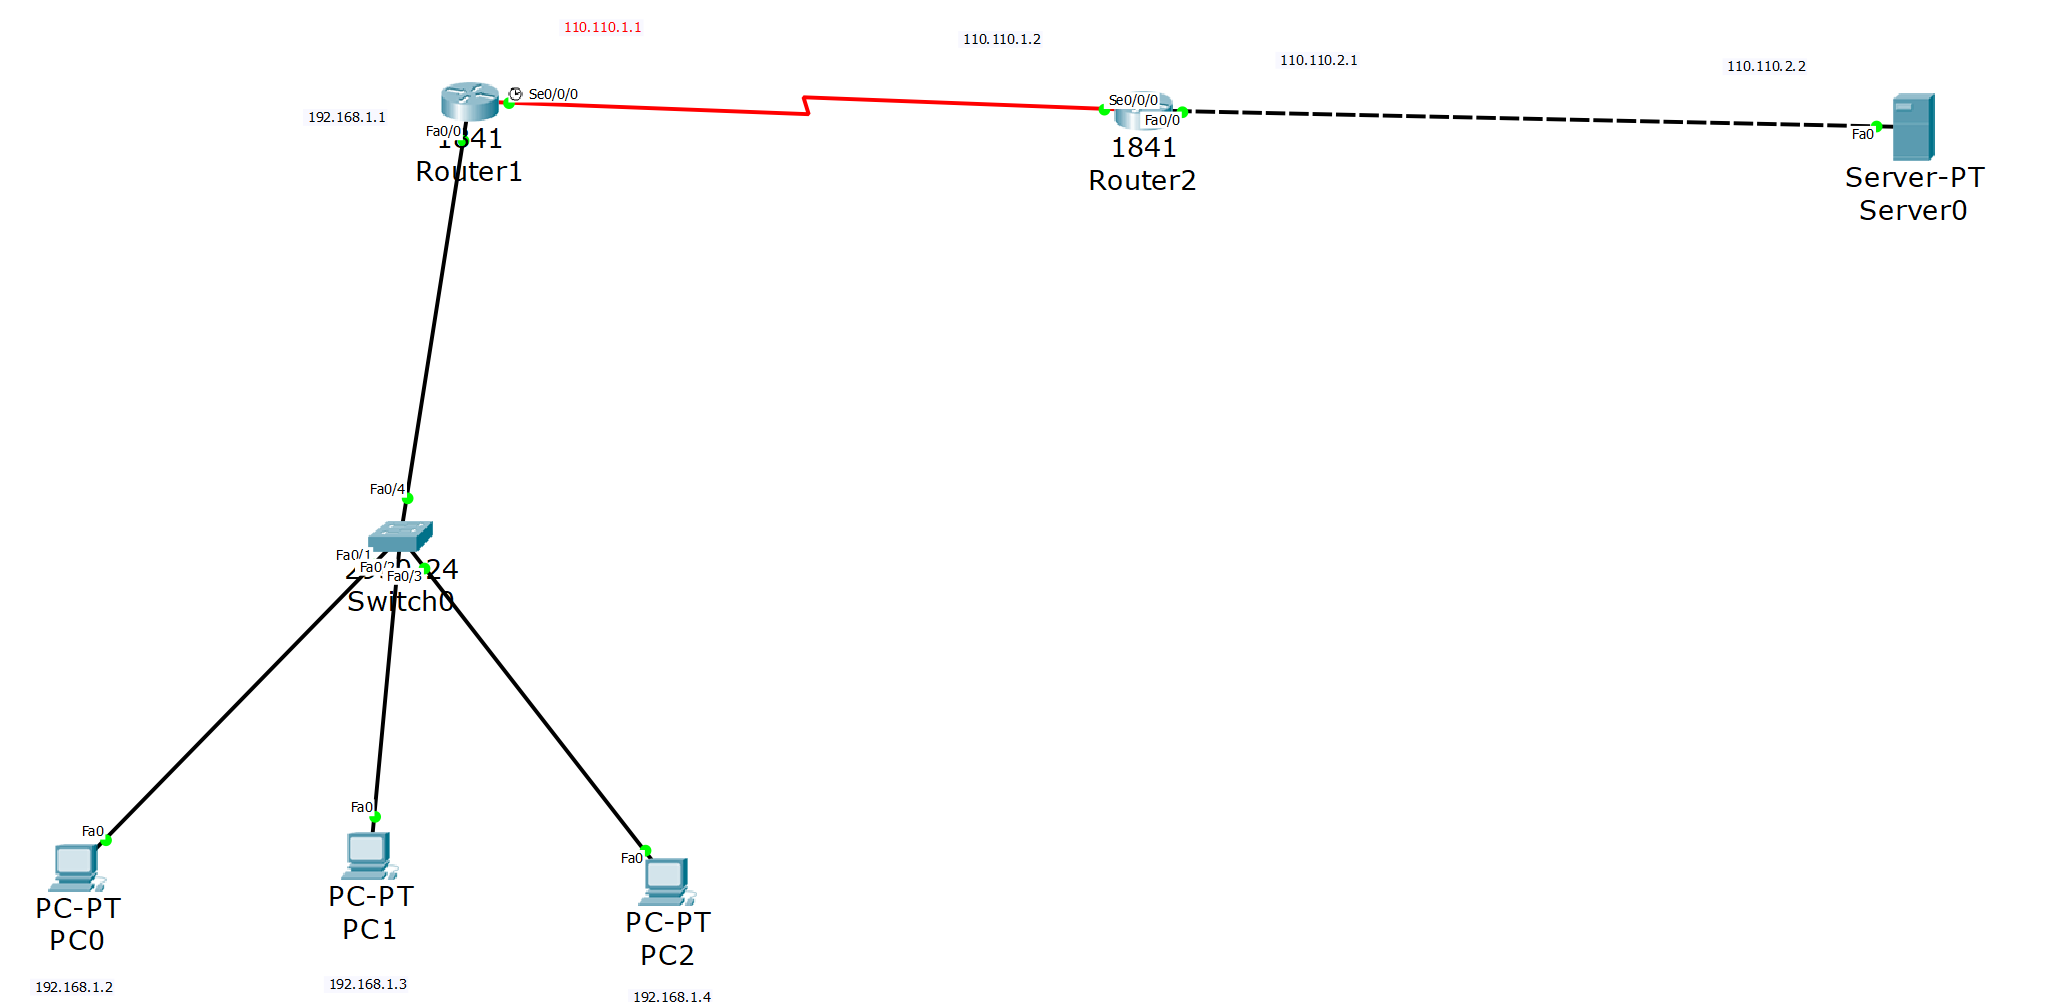 110.110.1.1
110.110.1.2
110.110.2.1
110.110.2.2
192.168.1.1
Se0/0/0
Fa0/0
1841
Router1
Se0/0/0
Fa0/0
1841
Router2
Fa0
Server-PT
Server0
Fa0/4
Fa0/1
Fa0/2
Fa0/3
24
Switch0
Fa0
PC-PT
PC0
192.168.1.2
Fa0
PC-PT
PC1
192.168.1.3
Fa0
PC-PT
PC2
192.168.1.4